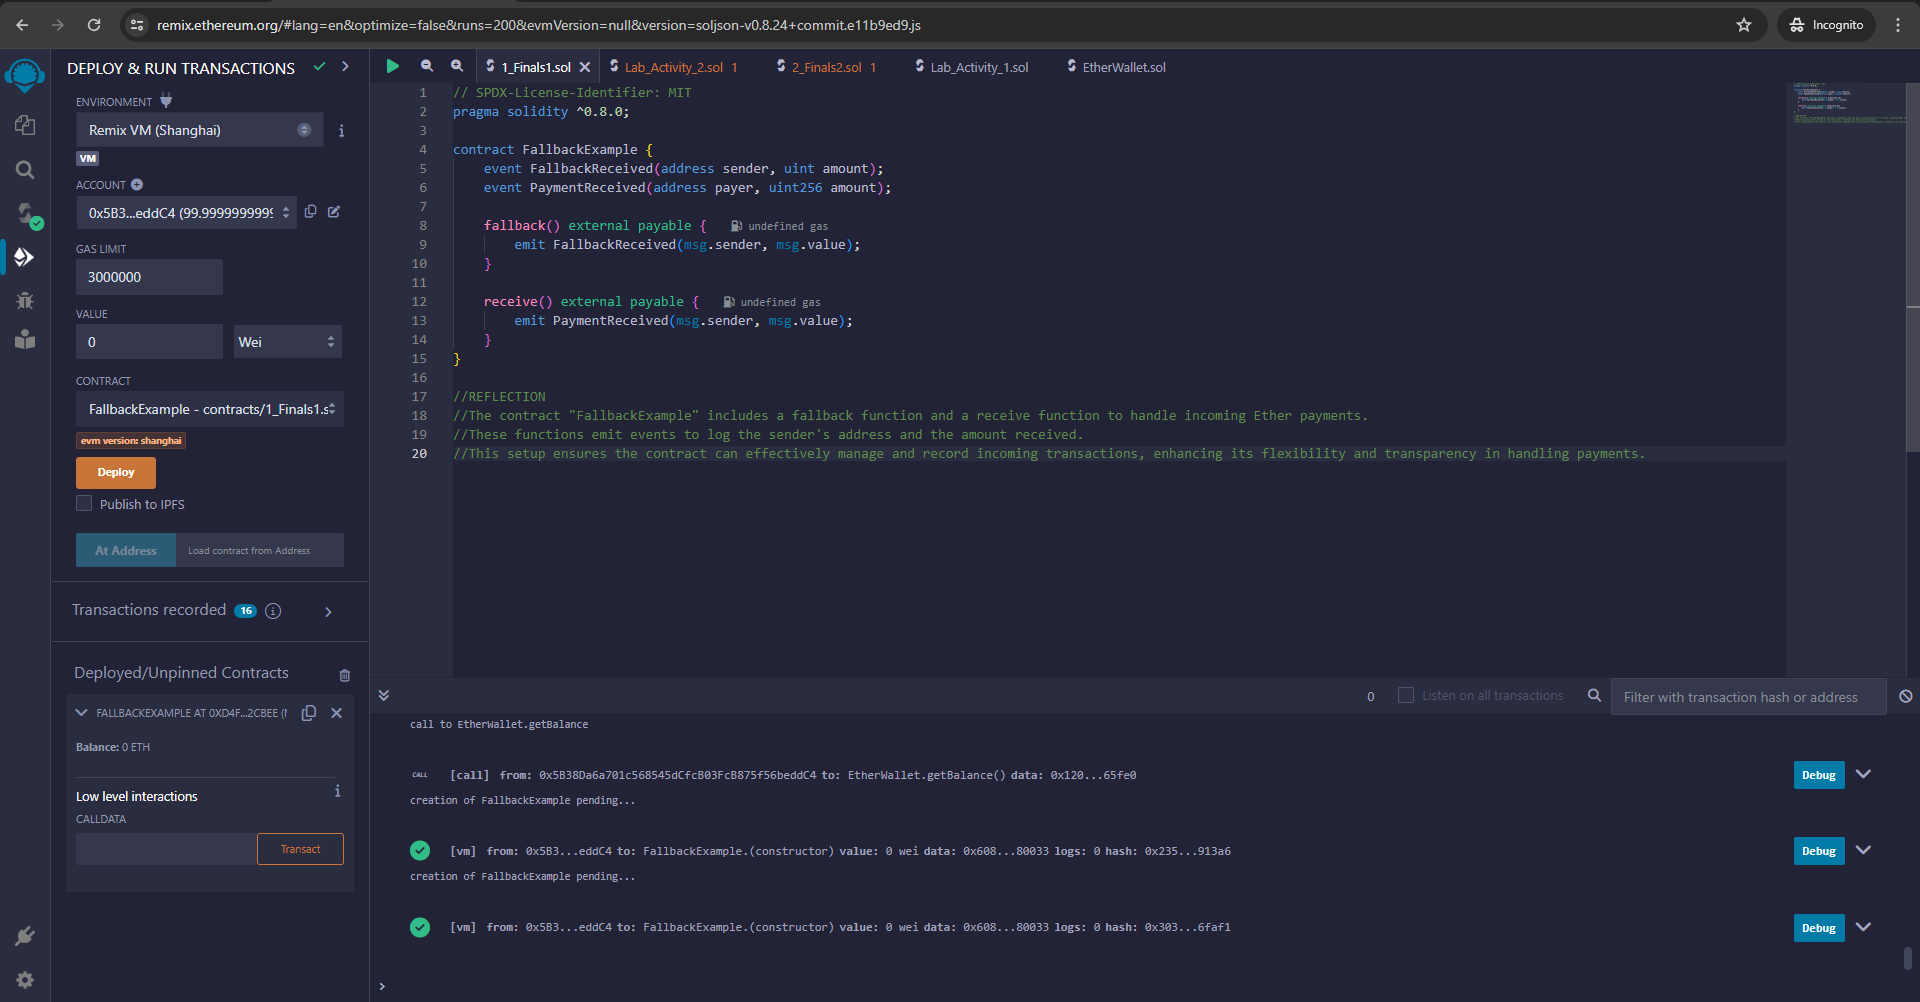 remix.ethereum.org/#lang=en&optimize=false&runs=200&evmVersion=null&version=soljson-v0.8.24+commit.e11b9ed9.js
Incognito
DEPLOY & RUN TRANSACTIONS
ENVIRONMENT
Remix VM (Shanghai)
VM
ACCOUNT
0x5B3...eddC4 (99.9999999999
GAS LIMIT
3000000
VALUE
0
Wei
CONTRACT
FallbackExample - contracts/1_Finals1.s
evm version: shanghai
Deploy
Publish to IPFS
At Address
Load contract from Address
Transactions recorded 16 i
Deployed/Unpinned Contracts
FALLBACKEXAMPLE AT 0XD4F...2CBEE (
Balance: 0 ETH
Low level interactions
i
CALLDATA
Transact
1_Finals1.sol
Lab_Activity_2.sol 1
2_Finals2.sol 1
Lab_Activity_1.sol
EtherWallet.sol
1 // SPDX-License-Identifier: MIT
2 pragma solidity ^0.8.0;
3
4 contract FallbackExample {
5 event FallbackReceived(address sender, uint amount);
6 event PaymentReceived(address payer, uint256 amount);
7
8 fallback() external payable { undefined gas
9 emit FallbackReceived(msg.sender, msg.value);
10 }
11
12 receive() external payable { undefined gas
13 emit PaymentReceived(msg.sender, msg.value);
14 }
15 }
16
17 //REFLECTION
18 //The contract "FallbackExample" includes a fallback function and a receive function to handle incoming Ether payments.
19 //These functions emit events to log the sender's address and the amount received.
20 //This setup ensures the contract can effectively manage and record incoming transactions, enhancing its flexibility and transparency in handling payments.
0
Listen on all transactions
Filter with transaction hash or address
call to EtherWallet.getBalance
CALL [call] from: 0x5B38Da6a701c568545dCfcB03FcB875f56beddC4 to: EtherWallet.getBalance() data: 0x120...65fe0
Debug
creation of FallbackExample pending...
[vm] from: 0x5B3...eddC4 to: FallbackExample.(constructor) value: 0 wei data: 0x608...80033 logs: 0 hash: 0x235...913a6
Debug
creation of FallbackExample pending...
[vm] from: 0x5B3...eddC4 to: FallbackExample.(constructor) value: 0 wei data: 0x608...80033 logs: 0 hash: 0x303...6faf1
Debug
>